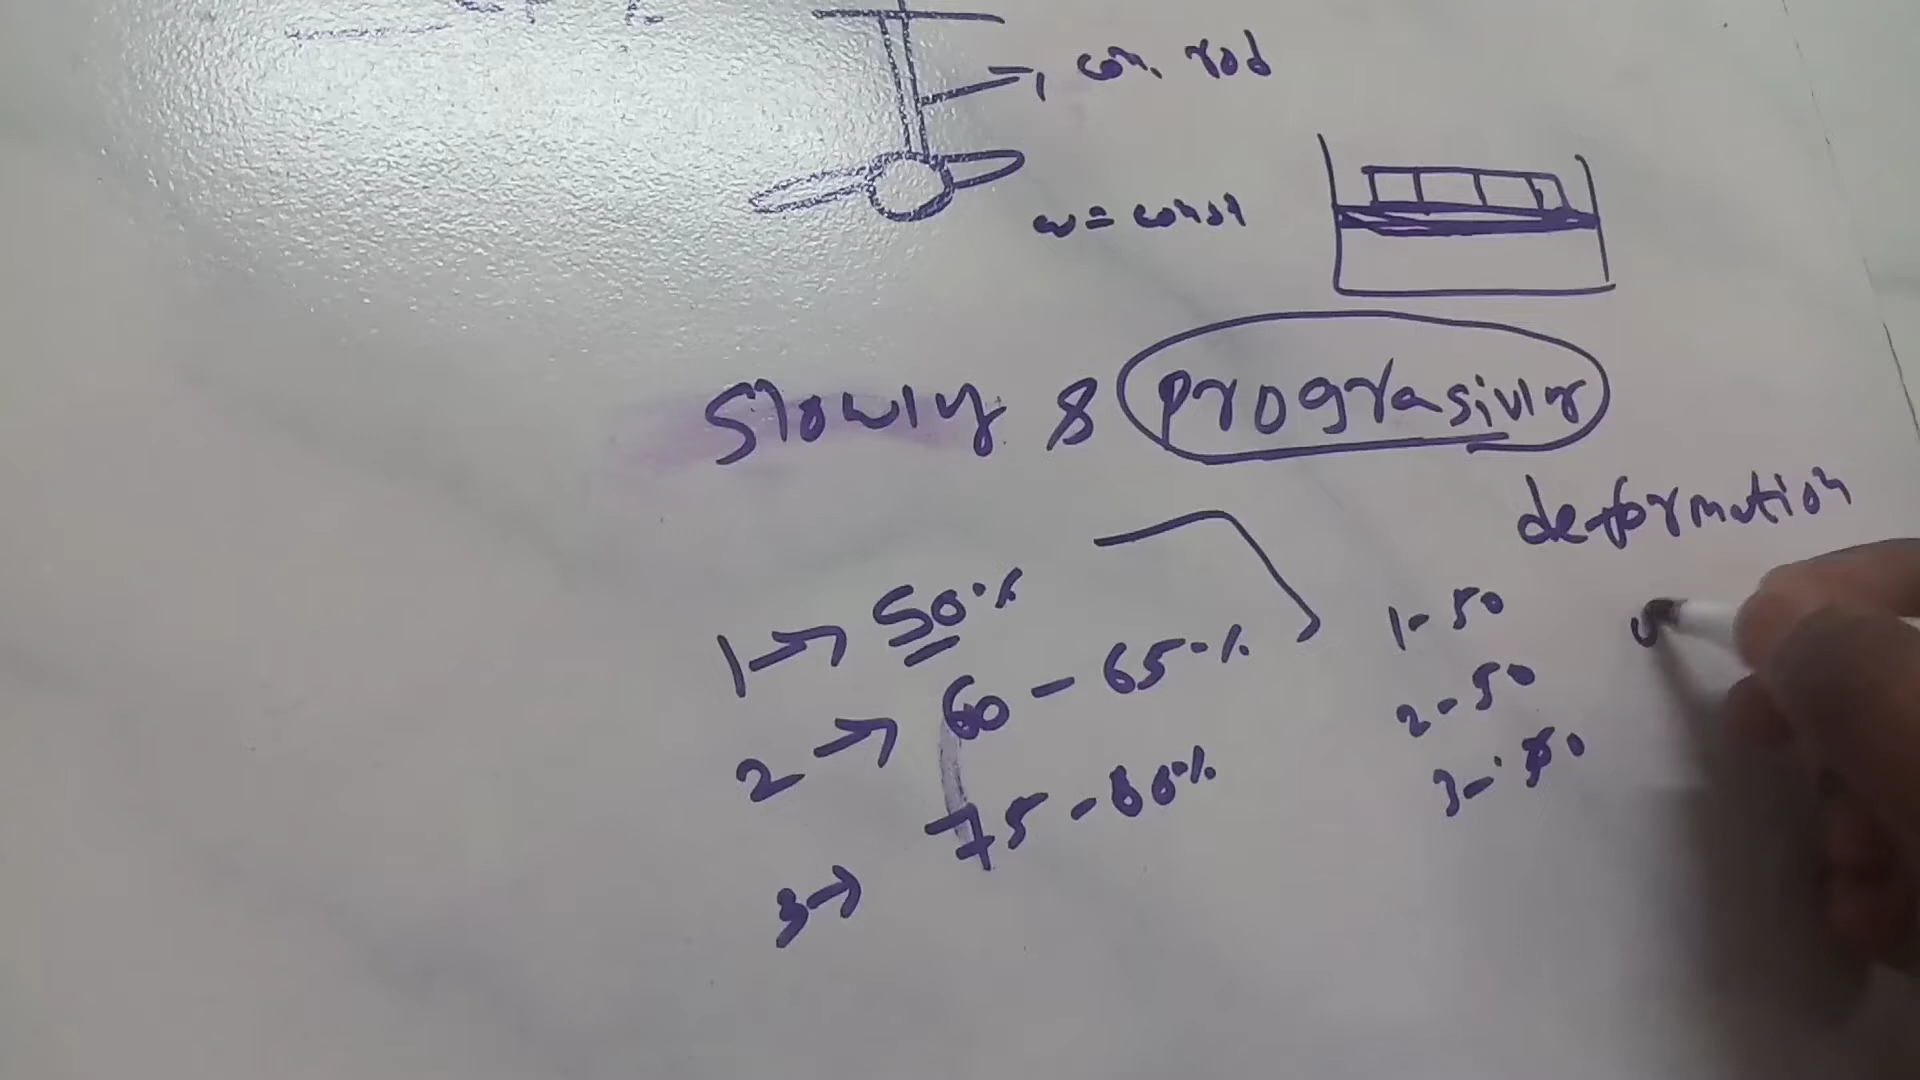 con. rod
ω = const
Slowly & prograsivly
deformation
1 → 50%
2 → 60 - 65%
3 → 75 - 80%
1 - 50
2 - 50
3 - 50